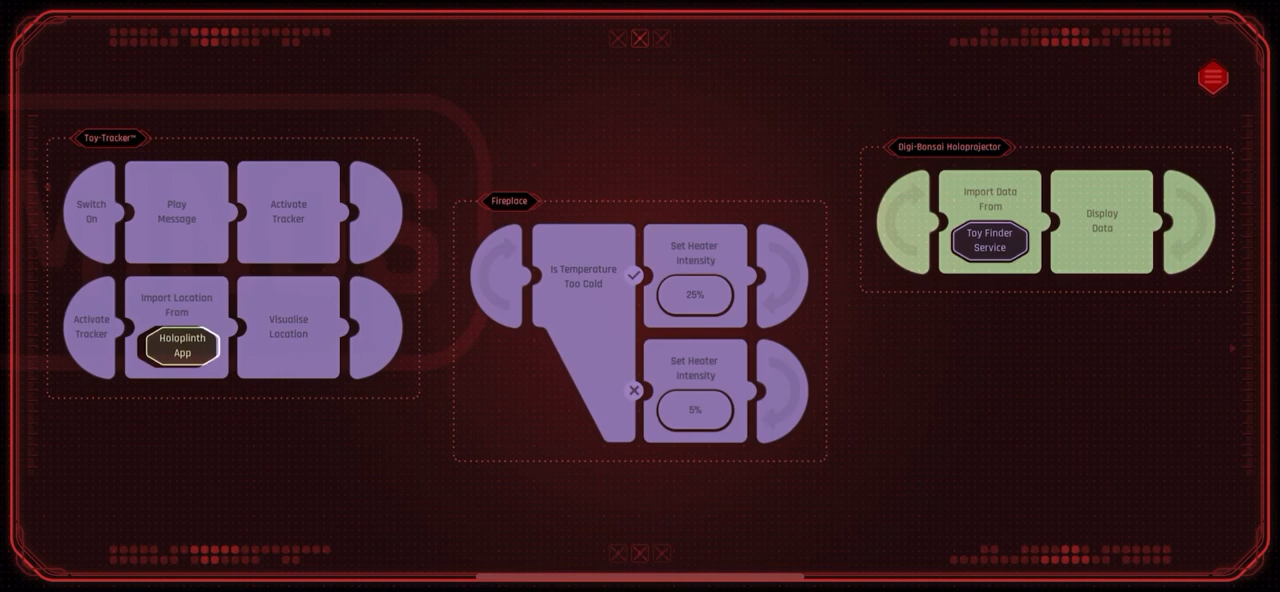 Toy-Tracker™
Switch
On
Play
Message
Activate
Tracker
Activate
Tracker
Import Location
From
Holoplinth
App
Visualise
Location
Fireplace
Is Temperature
Too Cold
Set Heater
Intensity
25%
Set Heater
Intensity
5%
Digi-Bonsai Holoprojector
Import Data
From
Toy Finder
Service
Display
Data